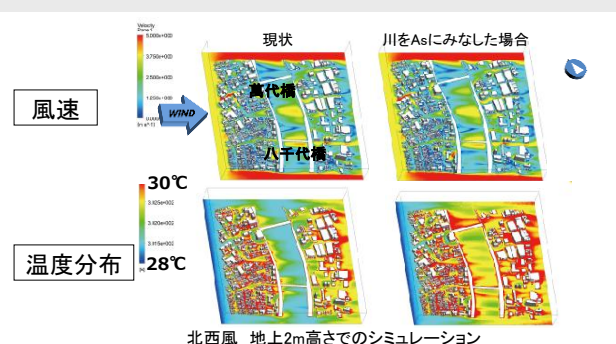 Velocity
現状
川をAsにみなした場合
風速
WIND
萬代橋
八千代橋
30℃
温度分布
28℃
北西風 地上2m高さでのシミュレーション